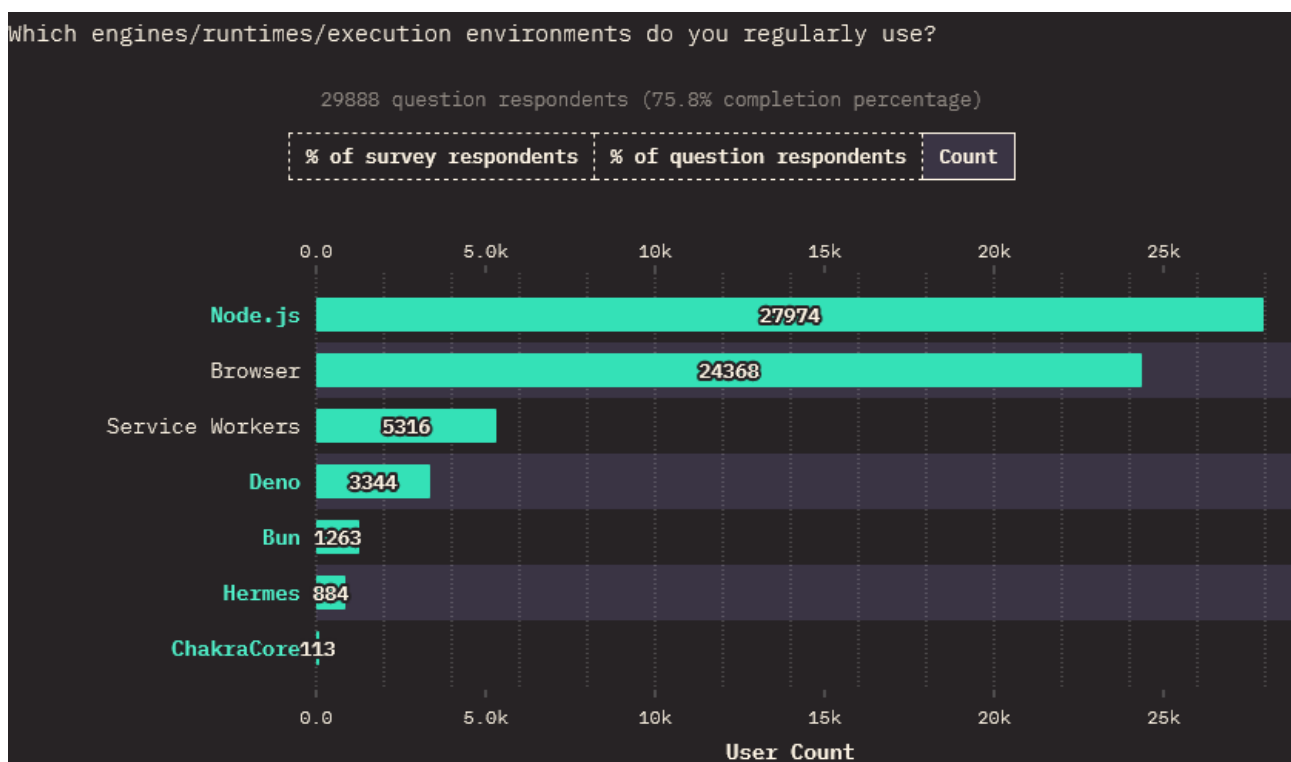 Which engines/runtimes/execution environments do you regularly use?
29888 question respondents (75.8% completion percentage)
% of survey respondents % of question respondents Count
0.0 5.0k 10k 15k 20k 25k
Node.js 27974
Browser 24368
Service Workers 5316
Deno 3344
Bun 1263
Hermes 884
ChakraCore 113
0.0 5.0k 10k 15k 20k 25k
User Count